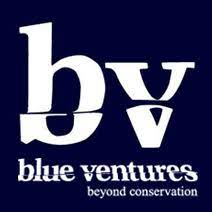 bv
blue ventures
beyond conservation